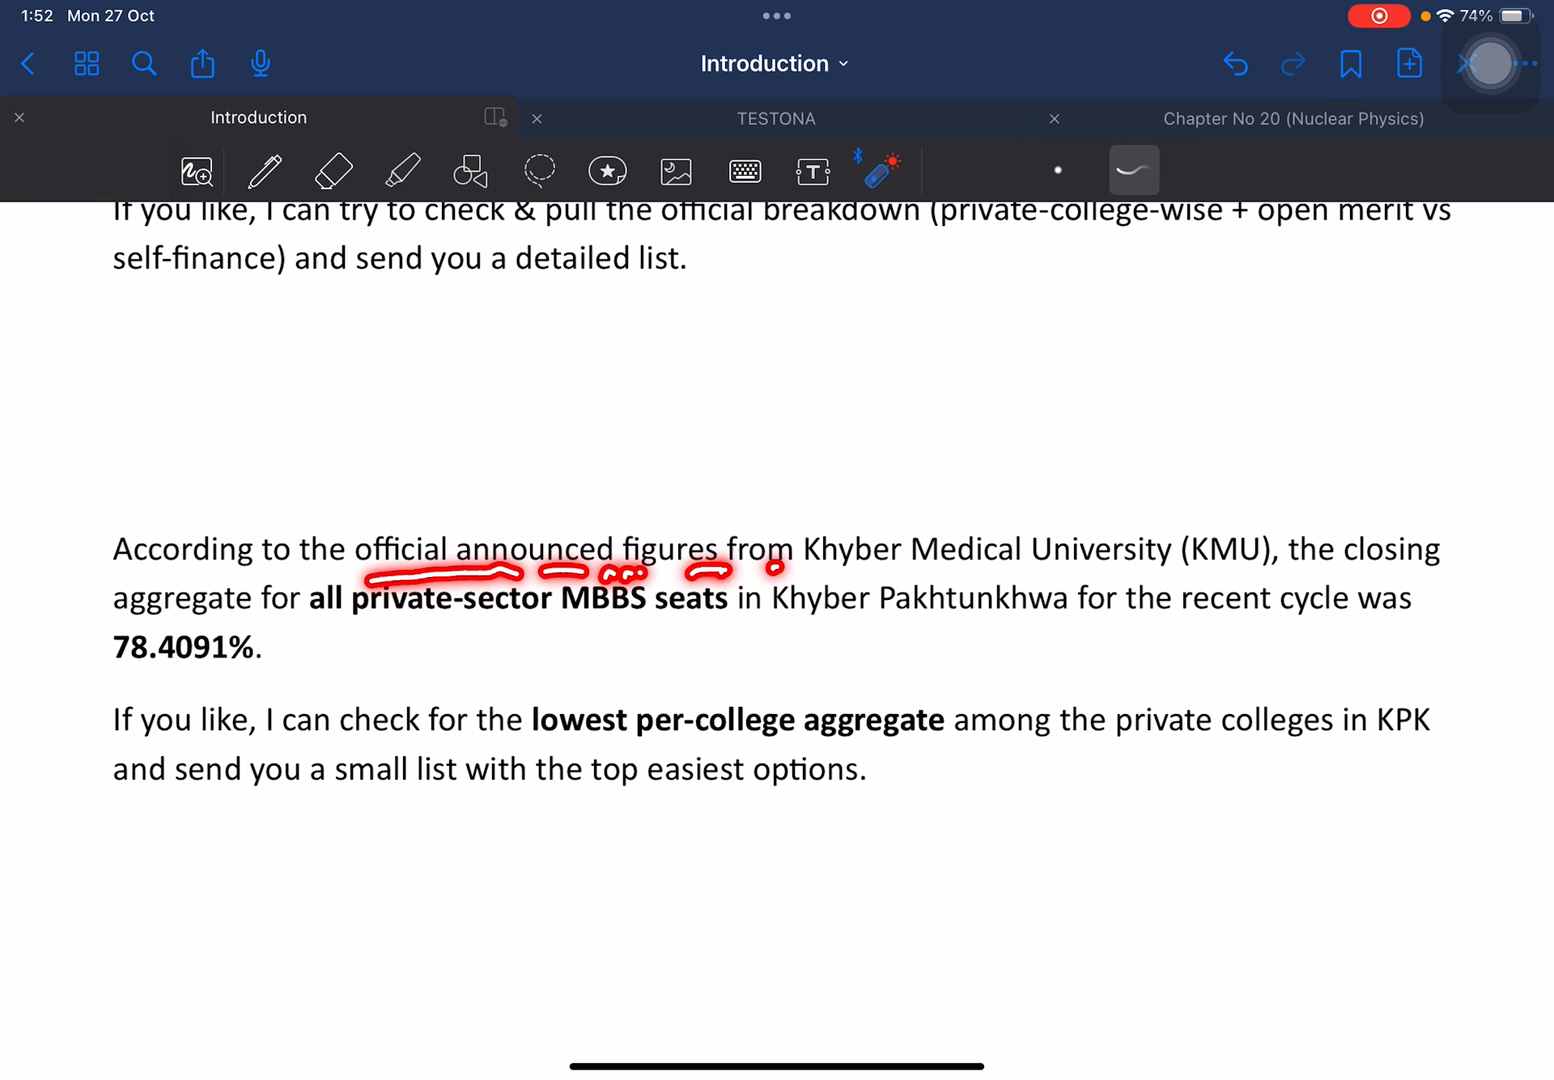 1:52 Mon 27 Oct
74%
Introduction
Introduction
TESTONA
Chapter No 20 (Nuclear Physics)
If you like, I can try to check & pull the official breakdown (private-college-wise + open merit vs
self-finance) and send you a detailed list.
According to the official announced figures from Khyber Medical University (KMU), the closing
aggregate for all private-sector MBBS seats in Khyber Pakhtunkhwa for the recent cycle was
78.4091%.
If you like, I can check for the lowest per-college aggregate among the private colleges in KPK
and send you a small list with the top easiest options.